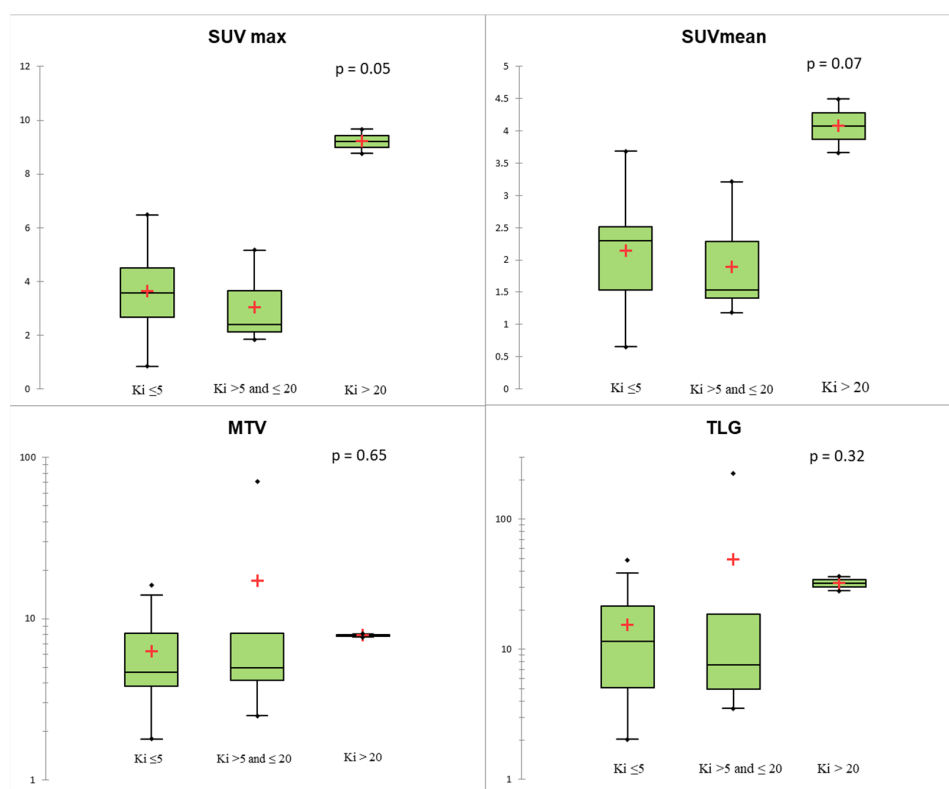 SUV max
p = 0.05
12
10
8
6
4
2
0
Ki ≤5
Ki >5 and ≤ 20
Ki > 20
SUVmean
p = 0.07
5
4.5
4
3.5
3
2.5
2
1.5
1
0.5
0
Ki ≤5
Ki >5 and ≤ 20
Ki > 20
MTV
p = 0.65
100
10
1
Ki ≤5
Ki >5 and ≤ 20
Ki > 20
TLG
p = 0.32
100
10
1
Ki ≤5
Ki >5 and ≤ 20
Ki > 20